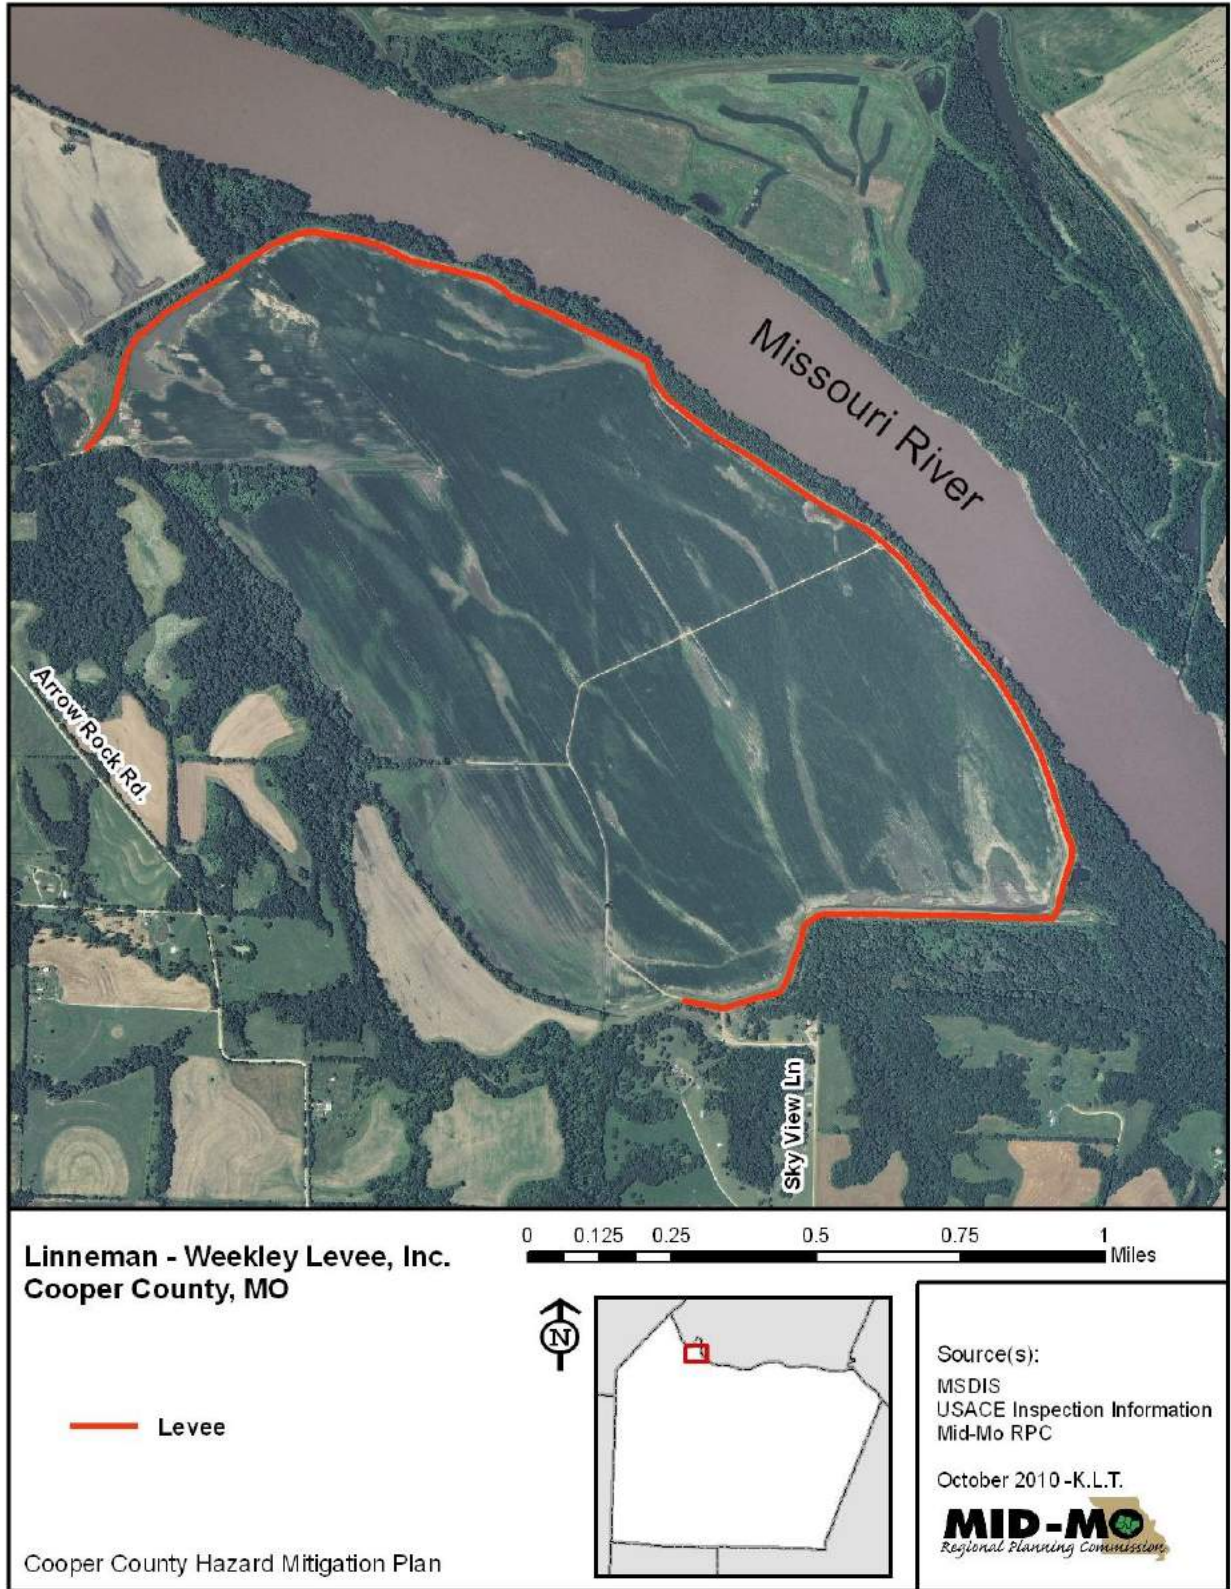 Missouri River
Arrow Rock Rd.
Sky View Ln
Linneman - Weekley Levee, Inc.
Cooper County, MO
0 0.125 0.25 0.5 0.75 1
Miles
N
Levee
Source(s):
MSDIS
USACE Inspection Information
Mid-Mo RPC
October 2010 -K.L.T.
MID-MO
Regional Planning Commission
Cooper County Hazard Mitigation Plan